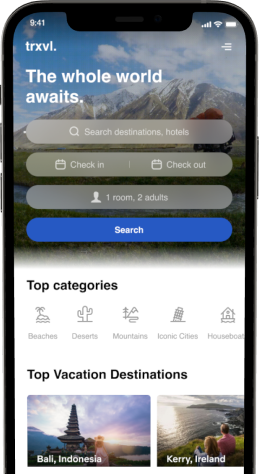 9:41
trxvl.
The whole world
awaits.
Search destinations, hotels
Check in
Check out
1 room, 2 adults
Search
Top categories
Beaches
Deserts
Mountains
Iconic Cities
Houseboat
Top Vacation Destinations
Bali, Indonesia
Kerry, Ireland